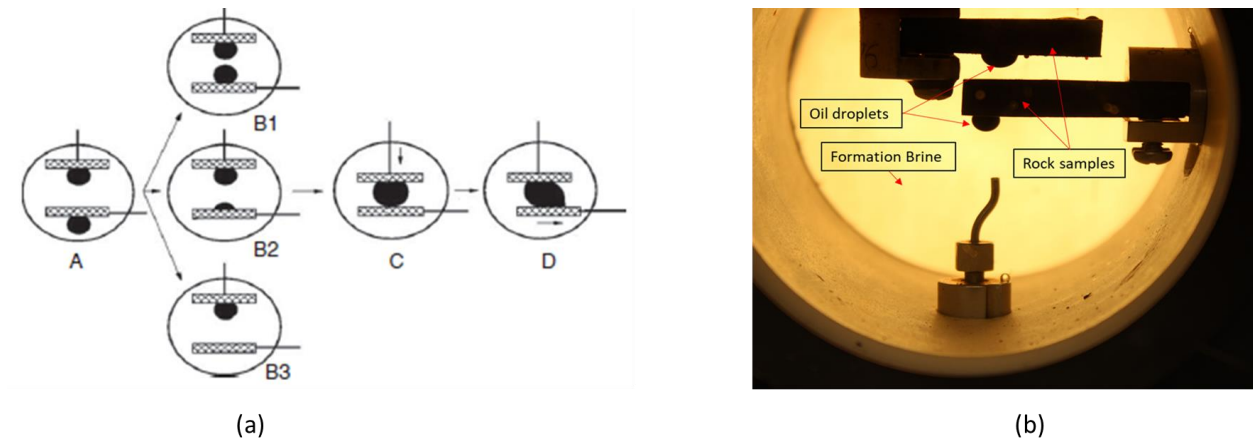 B1
A
B2
C
D
B3
Oil droplets
Formation Brine
Rock samples
(a)
(b)